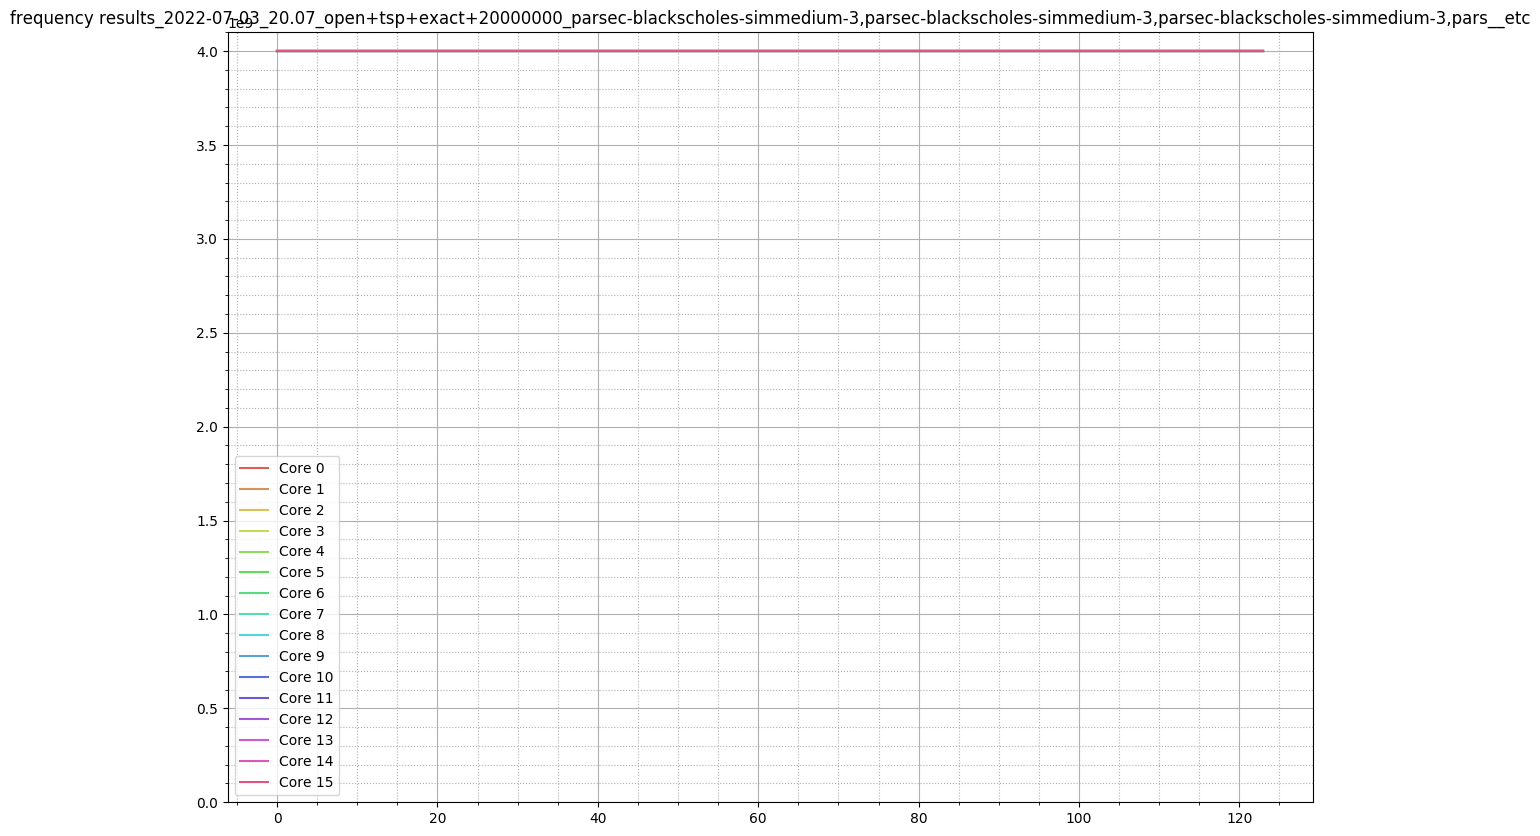 frequency results_2022-07-03_20.07_open+tsp+exact+20000000_parsec-blackscholes-simmedium-3,parsec-blackscholes-simmedium-3,parsec-blackscholes-simmedium-3,pars__etc
1e9
4.0
3.5
3.0
2.5
2.0
1.5
1.0
0.5
0.0
Core 0
Core 1
Core 2
Core 3
Core 4
Core 5
Core 6
Core 7
Core 8
Core 9
Core 10
Core 11
Core 12
Core 13
Core 14
Core 15
0 20 40 60 80 100 120